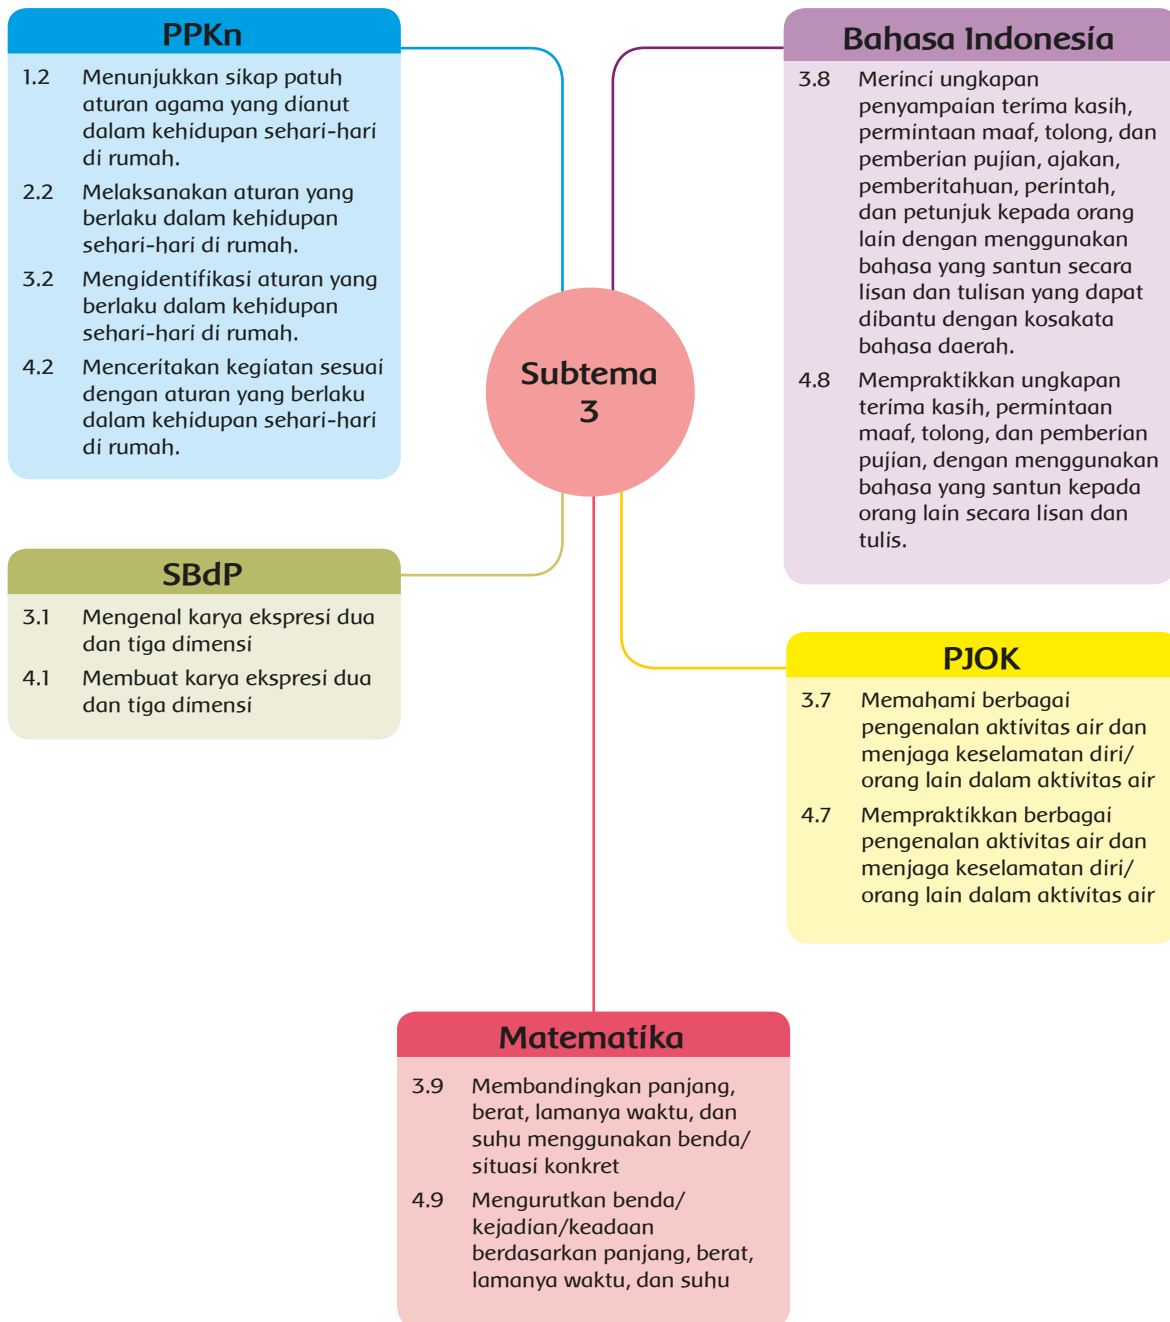 PPKn
1.2 Menunjukkan sikap patuh
aturan agama yang dianut
dalam kehidupan sehari-hari
di rumah.
2.2 Melaksanakan aturan yang
berlaku dalam kehidupan
sehari-hari di rumah.
3.2 Mengidentifikasi aturan yang
berlaku dalam kehidupan
sehari-hari di rumah.
4.2 Menceritakan kegiatan sesuai
dengan aturan yang berlaku
dalam kehidupan sehari-hari
di rumah.
Bahasa Indonesia
3.8 Merinci ungkapan
penyampaian terima kasih,
permintaan maaf, tolong, dan
pemberian pujian, ajakan,
pemberitahuan, perintah,
dan petunjuk kepada orang
lain dengan menggunakan
bahasa yang santun secara
lisan dan tulisan yang dapat
dibantu dengan kosakata
bahasa daerah.
4.8 Mempraktikkan ungkapan
terima kasih, permintaan
maaf, tolong, dan pemberian
pujian, dengan menggunakan
bahasa yang santun kepada
orang lain secara lisan dan
tulis.
Subtema
3
SBdP
3.1 Mengenal karya ekspresi dua
dan tiga dimensi
4.1 Membuat karya ekspresi dua
dan tiga dimensi
PJOK
3.7 Memahami berbagai
pengenalan aktivitas air dan
menjaga keselamatan diri/
orang lain dalam aktivitas air
4.7 Mempraktikkan berbagai
pengenalan aktivitas air dan
menjaga keselamatan diri/
orang lain dalam aktivitas air
Matematika
3.9 Membandingkan panjang,
berat, lamanya waktu, dan
suhu menggunakan benda/
situasi konkret
4.9 Mengurutkan benda/
kejadian/keadaan
berdasarkan panjang, berat,
lamanya waktu, dan suhu